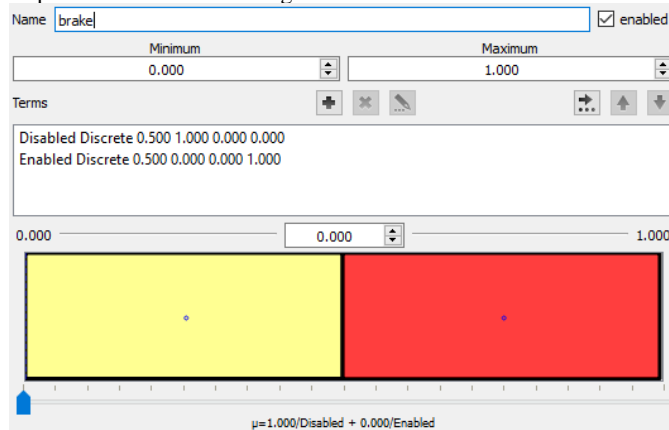 Name brake enabled
Minimum Maximum
0.000 1.000
Terms
Disabled Discrete 0.500 1.000 0.000 0.000
Enabled Discrete 0.500 0.000 0.000 1.000
0.000 0.000 1.000
μ=1.000/Disabled + 0.000/Enabled